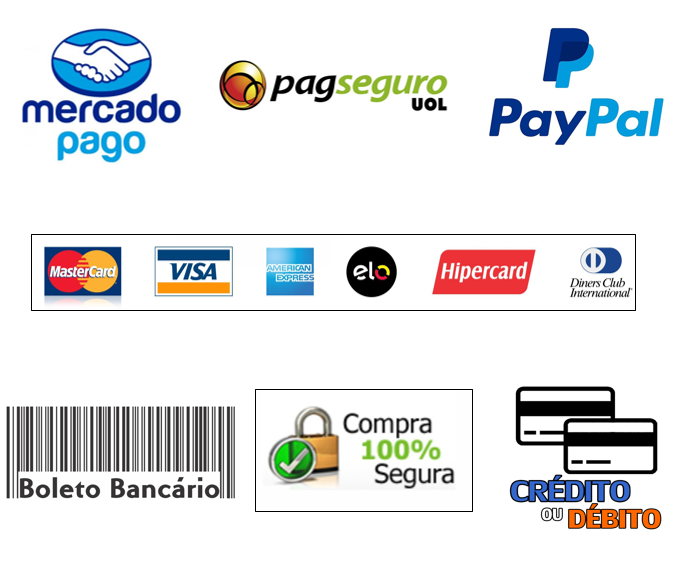 mercado
pago
pagseguro
UOL
PayPal
MasterCard
VISA
AMERICAN
EXPRESS
elo
Hipercard
Diners Club
International
Boleto Bancário
Compra
100%
Segura
CRÉDITO
OU DÉBITO